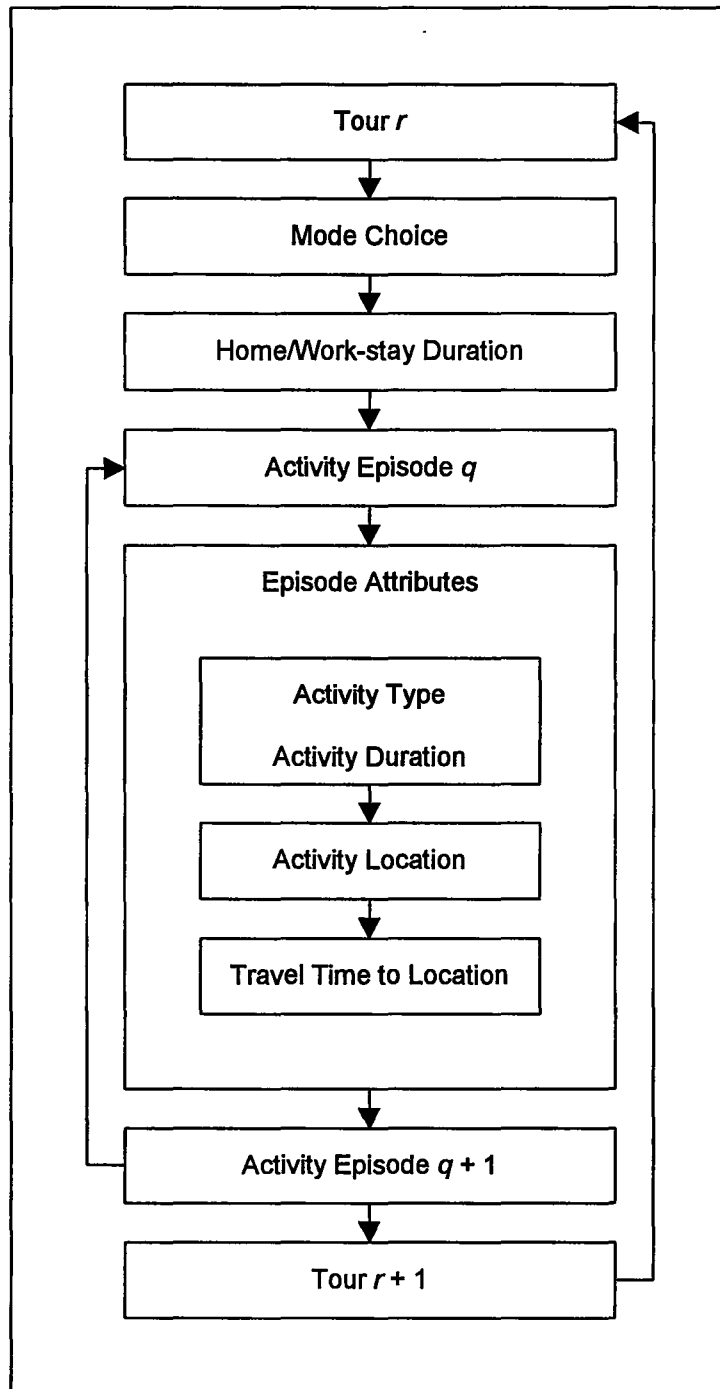 Tour r
Mode Choice
Home/Work-stay Duration
Activity Episode q
Episode Attributes
Activity Type
Activity Duration
Activity Location
Travel Time to Location
Activity Episode q + 1
Tour r + 1